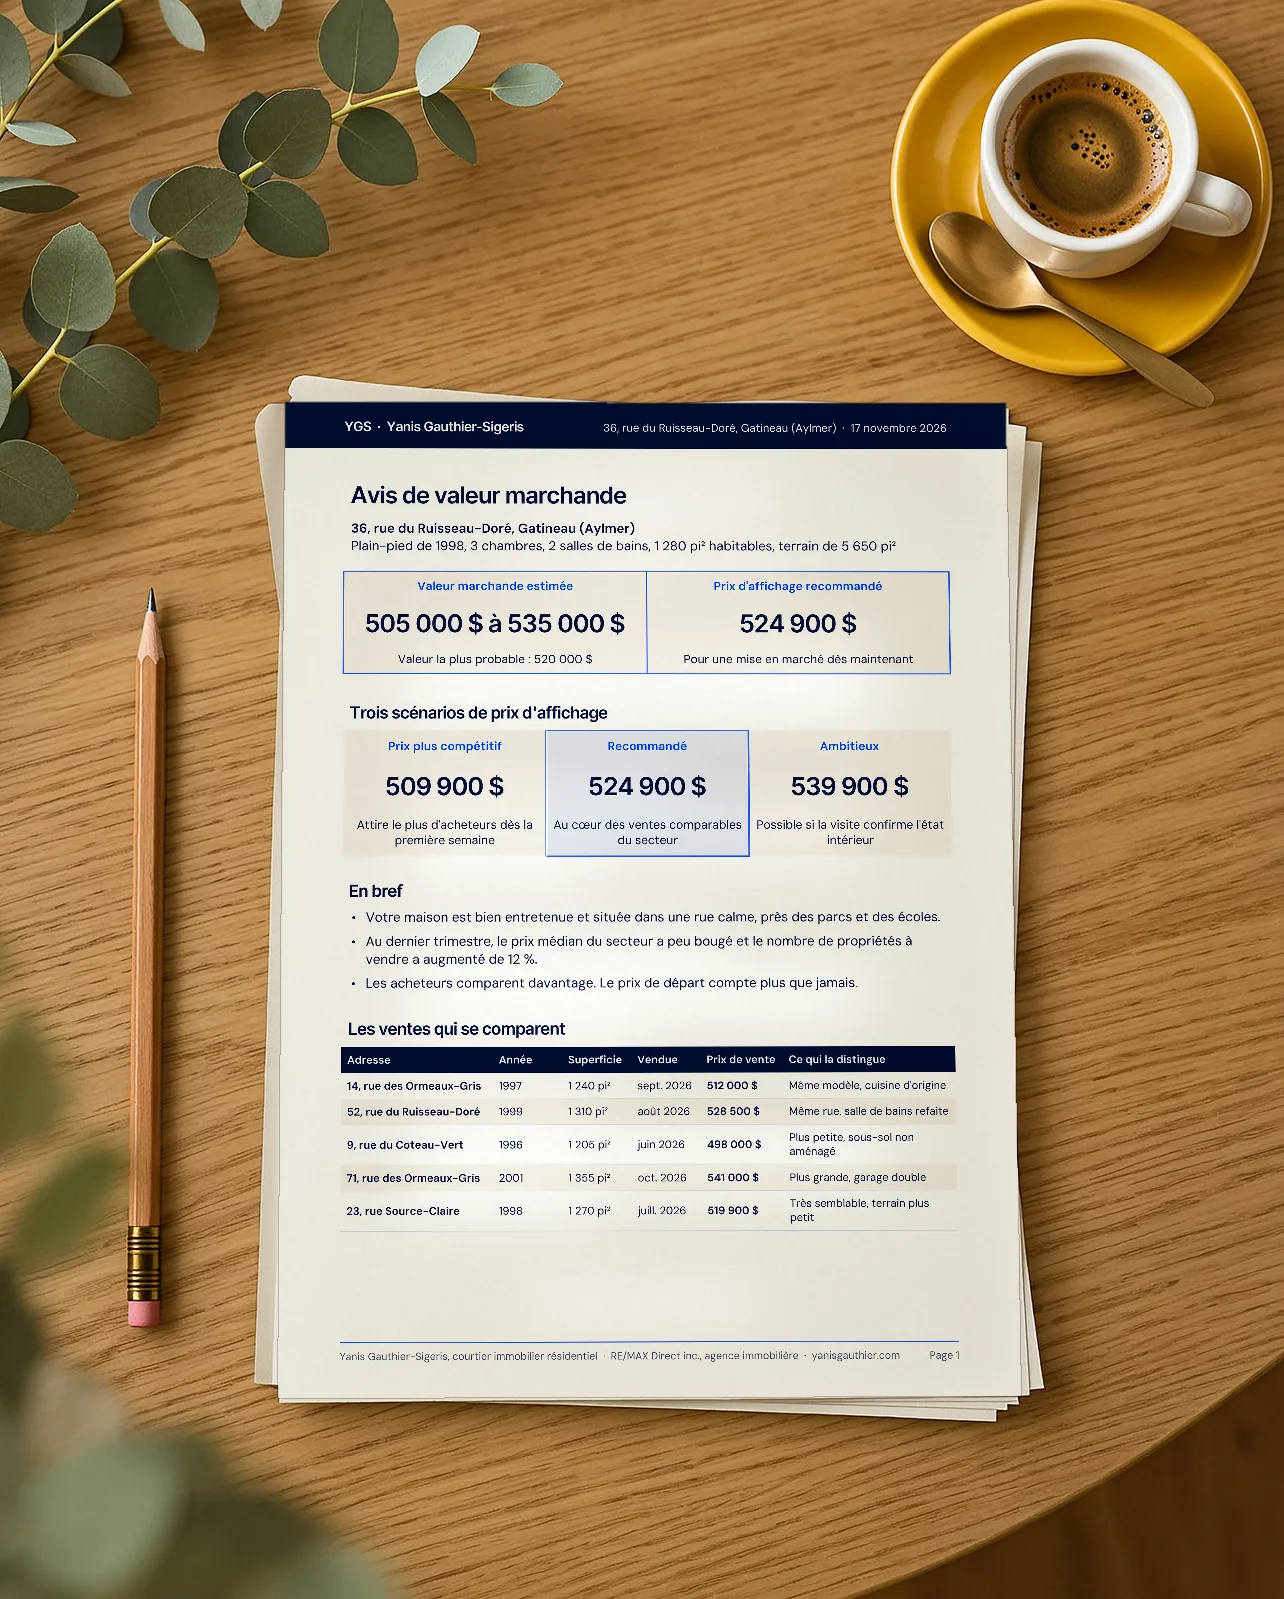 YGS · Yanis Gauthier-Sigeris
36, rue du Ruisseau-Doré, Gatineau (Aylmer) · 17 novembre 2026
Avis de valeur marchande
36, rue du Ruisseau-Doré, Gatineau (Aylmer)
Plain-pied de 1998, 3 chambres, 2 salles de bains, 1 280 pi² habitables, terrain de 5 650 pi²
Valeur marchande estimée
505 000 $ à 535 000 $
Valeur la plus probable : 520 000 $
Prix d'affichage recommandé
524 900 $
Pour une mise en marché dès maintenant
Trois scénarios de prix d'affichage
Prix plus compétitif
509 900 $
Attire le plus d'acheteurs dès la
première semaine
Recommandé
524 900 $
Au cœur des ventes comparables
du secteur
Ambitieux
539 900 $
Possible si la visite confirme l'état
intérieur
En bref
• Votre maison est bien entretenue et située dans une rue calme, près des parcs et des écoles.
• Au dernier trimestre, le prix médian du secteur a peu bougé et le nombre de propriétés à
vendre a augmenté de 12 %.
• Les acheteurs comparent davantage. Le prix de départ compte plus que jamais.
Les ventes qui se comparent
Adresse Année Superficie Vendue Prix de vente Ce qui la distingue
14, rue des Ormeaux-Gris 1997 1 240 pi² sept. 2026 512 000 $ Même modèle, cuisine d'origine
52, rue du Ruisseau-Doré 1999 1 310 pi² août 2026 528 500 $ Même rue, salle de bains refaite
9, rue du Coteau-Vert 1996 1 205 pi² juin 2026 498 000 $ Plus petite, sous-sol non
aménagé
71, rue des Ormeaux-Gris 2001 1 355 pi² oct. 2026 541 000 $ Plus grande, garage double
23, rue Source-Claire 1998 1 270 pi² juill. 2026 519 900 $ Très semblable, terrain plus
petit
Yanis Gauthier-Sigeris, courtier immobilier résidentiel · RE/MAX Direct inc., agence immobilière · yanisgauthier.com Page 1